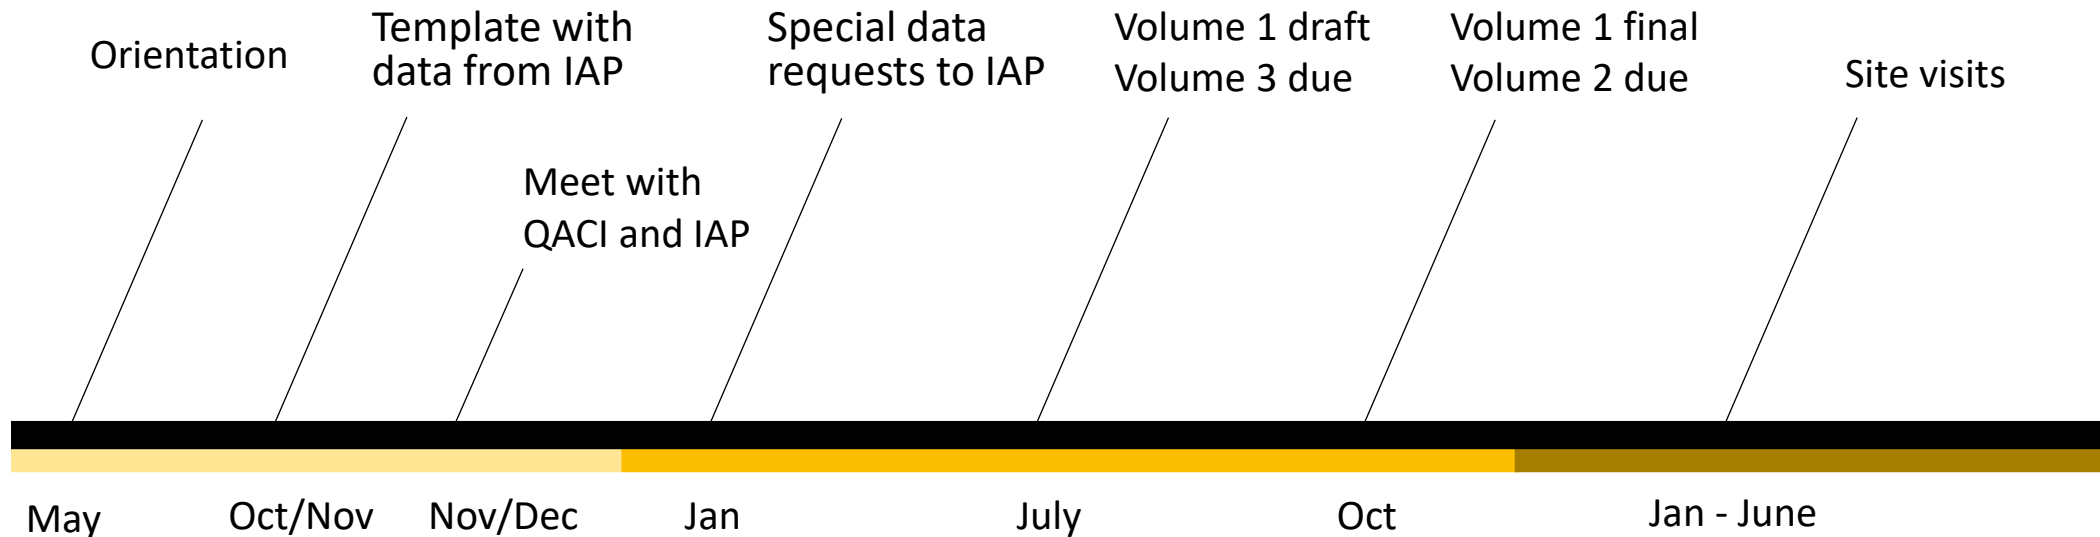 Orientation
Template with
data from IAP
Meet with
QACI and IAP
Special data
requests to IAP
Volume 1 draft
Volume 3 due
Volume 1 final
Volume 2 due
Site visits
May
Oct/Nov
Nov/Dec
Jan
July
Oct
Jan - June